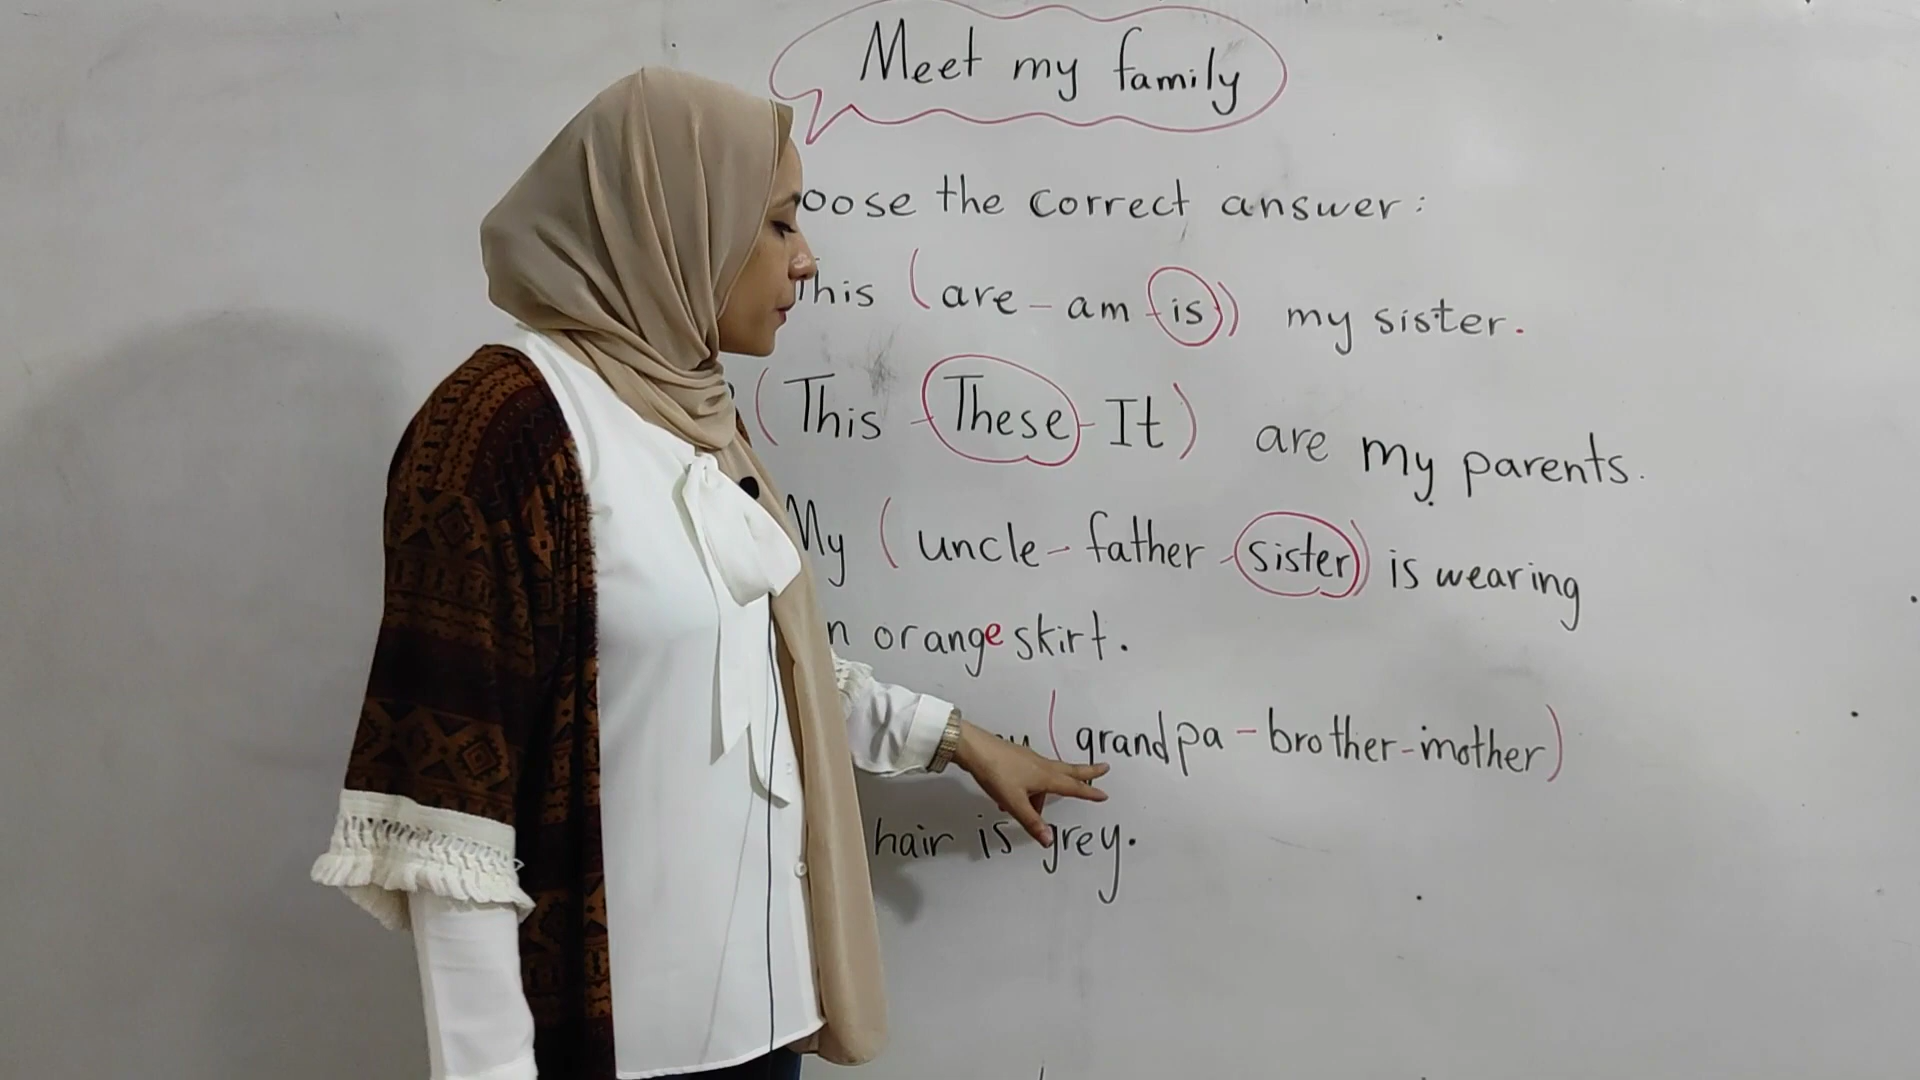 Meet my family
oose the correct answer:
This (are - am - is) my sister.
(This - These - It) are my parents.
My (uncle - father - sister) is wearing
n orange skirt.
(grandpa - brother - mother)
hair is grey.